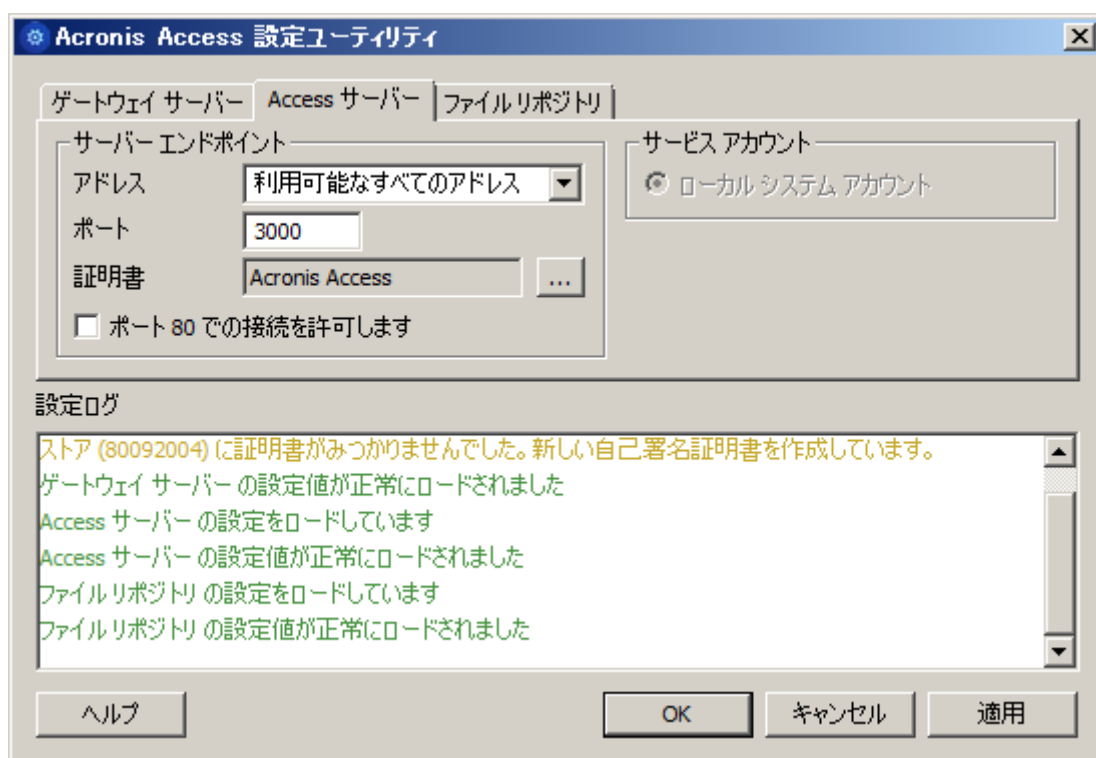 Acronis Access 設定ユーティリティ
ゲートウェイ サーバー
Access サーバー
ファイル リポジトリ
サーバー エンドポイント
アドレス
利用可能なすべてのアドレス
ポート
3000
証明書
Acronis Access
...
ポート 80 での接続を許可します
サービス アカウント
ローカル システム アカウント
設定ログ
ストア (80092004) に証明書がみつかりませんでした。新しい自己署名証明書を作成しています。
ゲートウェイ サーバー の設定値が正常にロードされました
Access サーバー の設定をロードしています
Access サーバー の設定値が正常にロードされました
ファイル リポジトリ の設定をロードしています
ファイル リポジトリ の設定値が正常にロードされました
ヘルプ
OK
キャンセル
適用